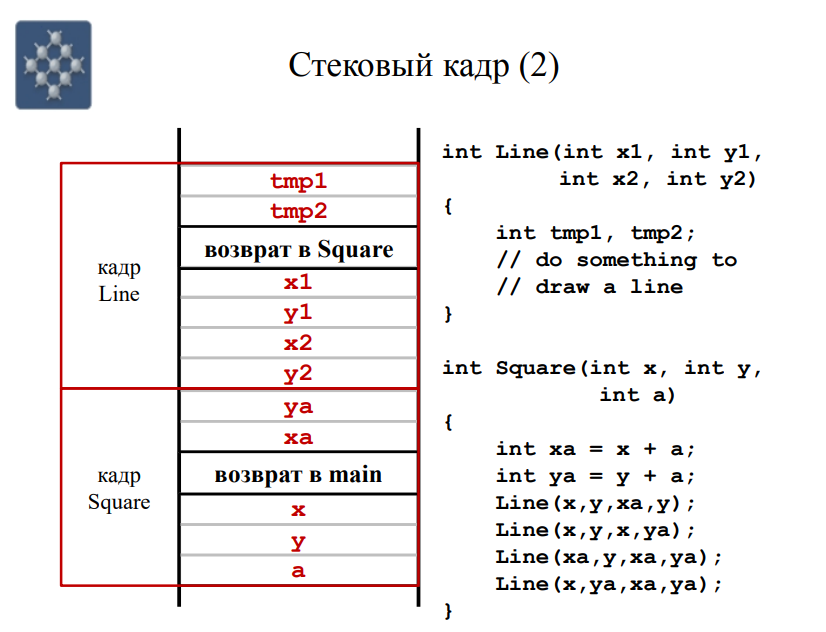 Стековый кадр (2)
кадр
Line
tmp1
tmp2
возврат в Square
x1
y1
x2
y2
кадр
Square
ya
xa
возврат в main
x
y
a
int Line(int x1, int y1,
int x2, int y2)
{
int tmp1, tmp2;
// do something to
// draw a line
}
int Square(int x, int y,
int a)
{
int xa = x + a;
int ya = y + a;
Line(x,y,xa,y);
Line(x,y,x,ya);
Line(xa,y,xa,ya);
Line(x,ya,xa,ya);
}